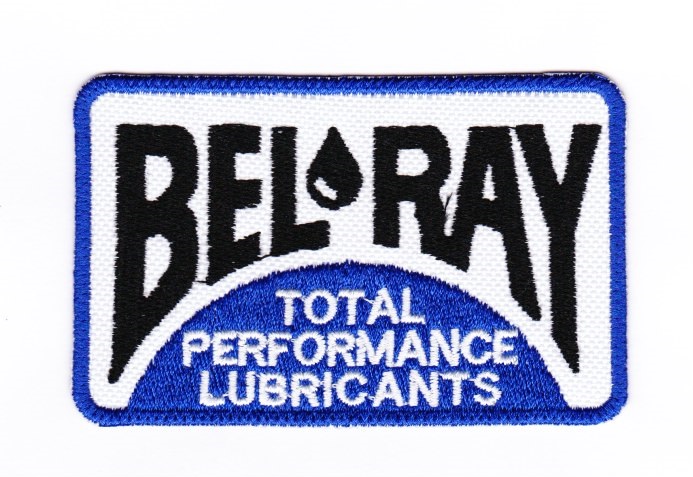 BEL RAY
TOTAL
PERFORMANCE
LUBRICANTS